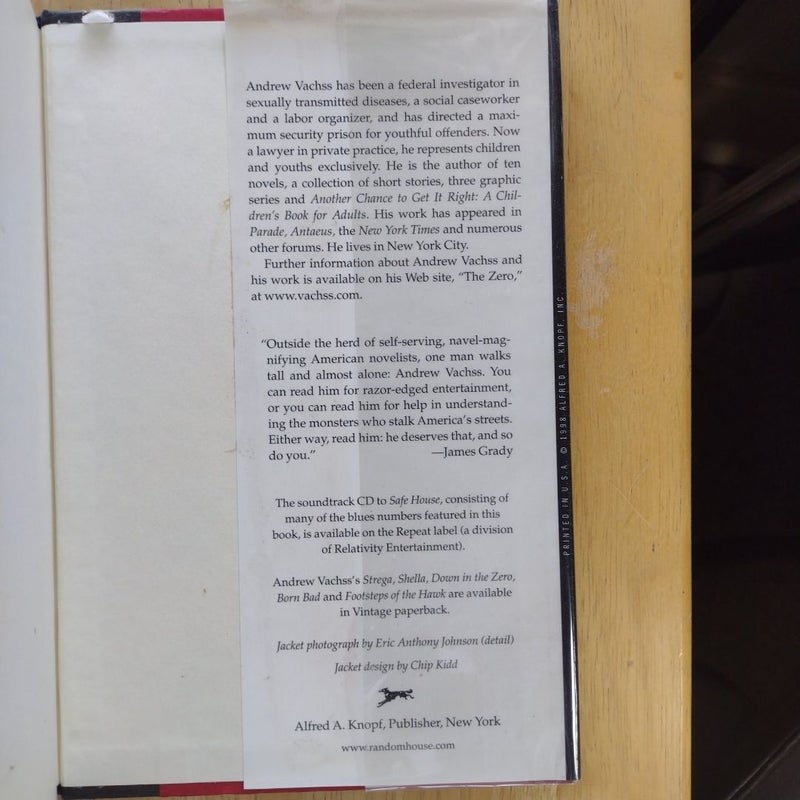 Andrew Vachss has been a federal investigator in
sexually transmitted diseases, a social caseworker
and a labor organizer, and has directed a maxi-
mum security prison for youthful offenders. Now
a lawyer in private practice, he represents children
and youths exclusively. He is the author of ten
novels, a collection of short stories, three graphic
series and Another Chance to Get It Right: A Chil-
dren's Book for Adults. His work has appeared in
Parade, Antaeus, the New York Times and numerous
other forums. He lives in New York City.
Further information about Andrew Vachss and
his work is available on his Web site, “The Zero,”
at www.vachss.com.
“Outside the herd of self-serving, navel-mag-
nifying American novelists, one man walks
tall and almost alone: Andrew Vachss. You
can read him for razor-edged entertainment,
or you can read him for help in understand-
ing the monsters who stalk America's streets.
Either way, read him: he deserves that, and so
do you.” —James Grady
The soundtrack CD to Safe House, consisting of
many of the blues numbers featured in this
book, is available on the Repeat label (a division
of Relativity Entertainment).
Andrew Vachss's Strega, Shella, Down in the Zero,
Born Bad and Footsteps of the Hawk are available
in Vintage paperback.
Jacket photograph by Eric Anthony Johnson (detail)
Jacket design by Chip Kidd
Alfred A. Knopf, Publisher, New York
www.randomhouse.com
PRINTED IN U.S.A. © 1998 ALFRED A. KNOPF, INC.